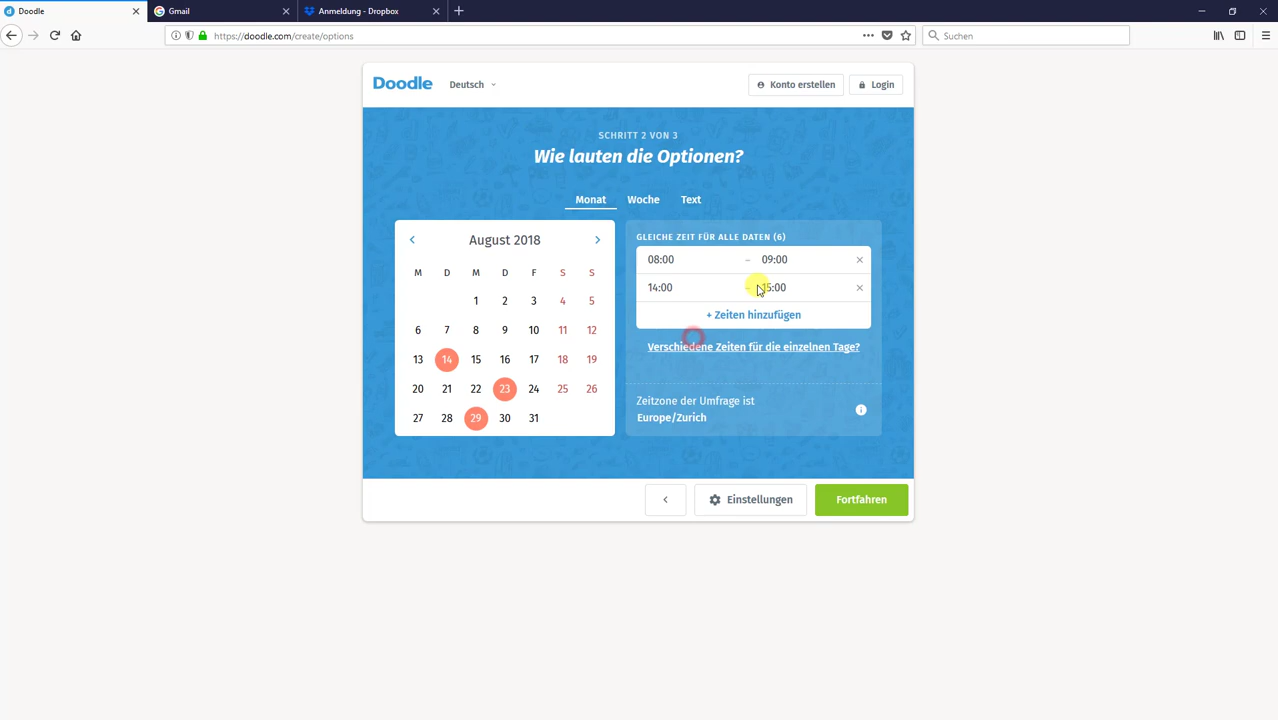 Doodle
Gmail
Anmeldung - Dropbox
https://doodle.com/create/options
Suchen
Doodle
Deutsch
Konto erstellen
Login
SCHRITT 2 VON 3
Wie lauten die Optionen?
Monat Woche Text
August 2018
M D M D F S S
1 2 3 4 5
6 7 8 9 10 11 12
13 14 15 16 17 18 19
20 21 22 23 24 25 26
27 28 29 30 31
GLEICHE ZEIT FÜR ALLE DATEN (6)
08:00 – 09:00
14:00 – 15:00
+ Zeiten hinzufügen
Verschiedene Zeiten für die einzelnen Tage?
Zeitzone der Umfrage ist
Europe/Zurich
Einstellungen
Fortfahren